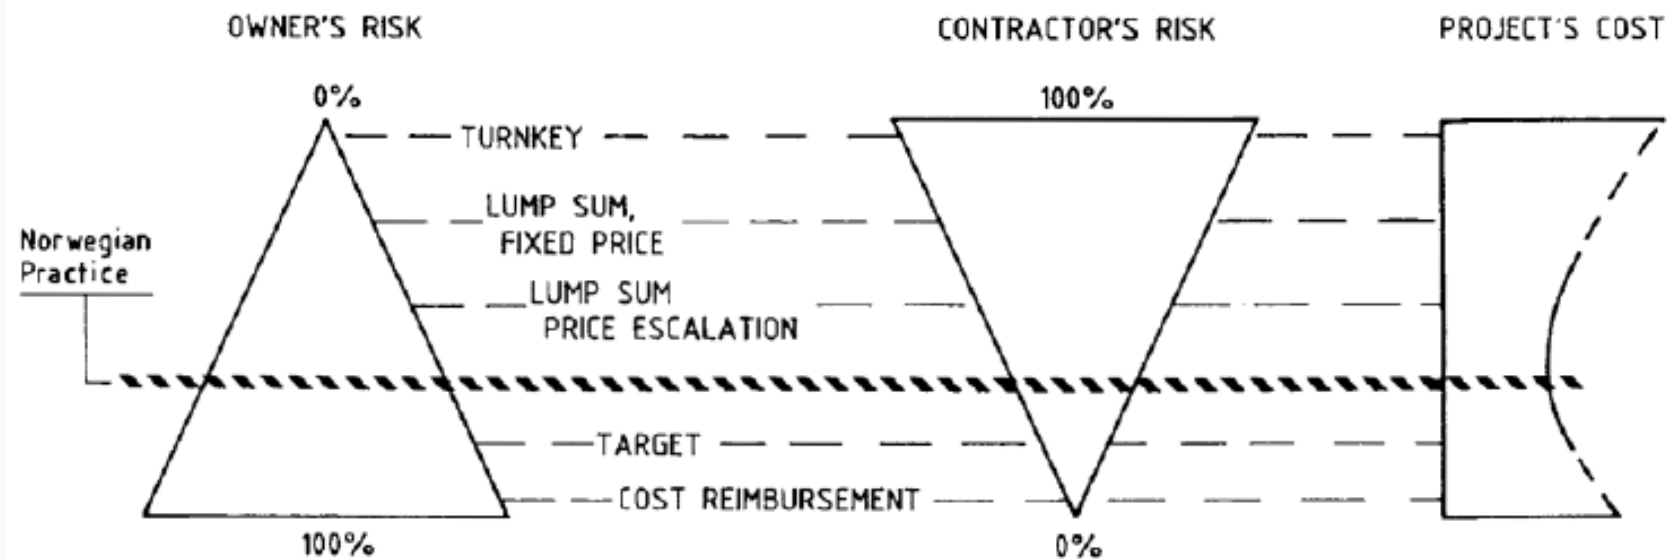 OWNER'S RISK
CONTRACTOR'S RISK
PROJECT'S COST
0%
100%
TURNKEY
LUMP SUM,
FIXED PRICE
Norwegian
Practice
LUMP SUM
PRICE ESCALATION
TARGET
COST REIMBURSEMENT
100%
0%